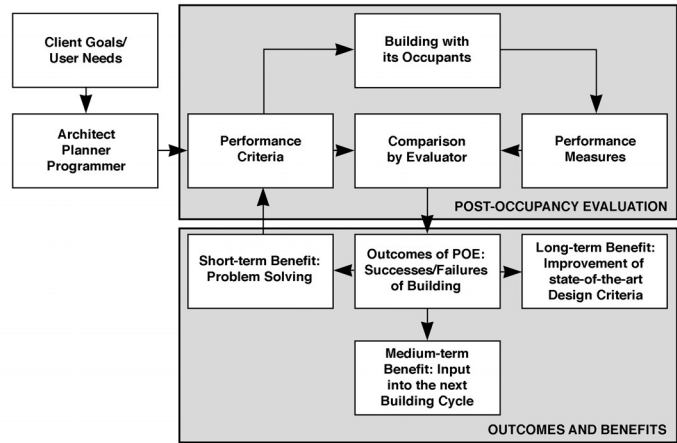 Client Goals/
User Needs
Building with
its Occupants
Architect
Planner
Programmer
Performance
Criteria
Comparison
by Evaluator
Performance
Measures
POST-OCCUPANCY EVALUATION
Short-term Benefit:
Problem Solving
Outcomes of POE:
Successes/Failures
of Building
Long-term Benefit:
Improvement of
state-of-the-art
Design Criteria
Medium-term
Benefit: Input
into the next
Building Cycle
OUTCOMES AND BENEFITS